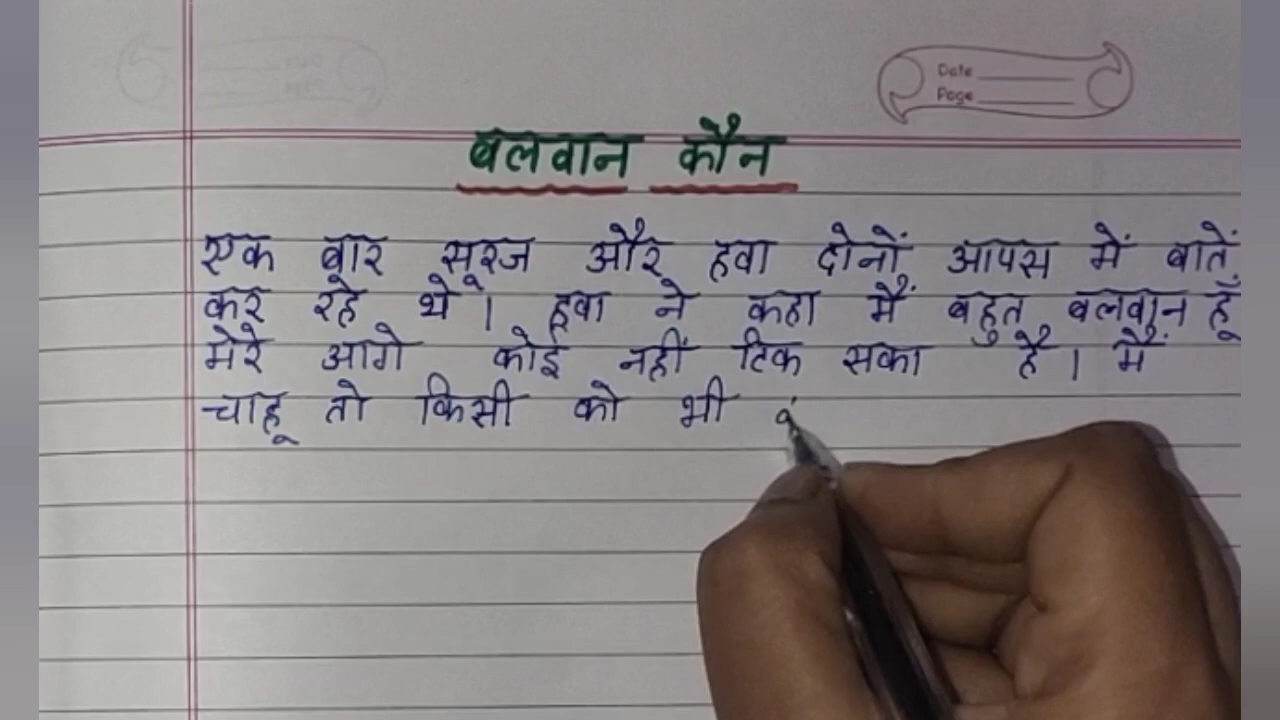 Date
Page
बलवान कौन
एक बार सूरज और हवा दोनों आपस में बातें
कर रहे थे। हवा ने कहा मैं बहुत बलवान हूँ
मेरे आगे कोई नहीं टिक सका है। मैं
चाहू तो किसी को भी